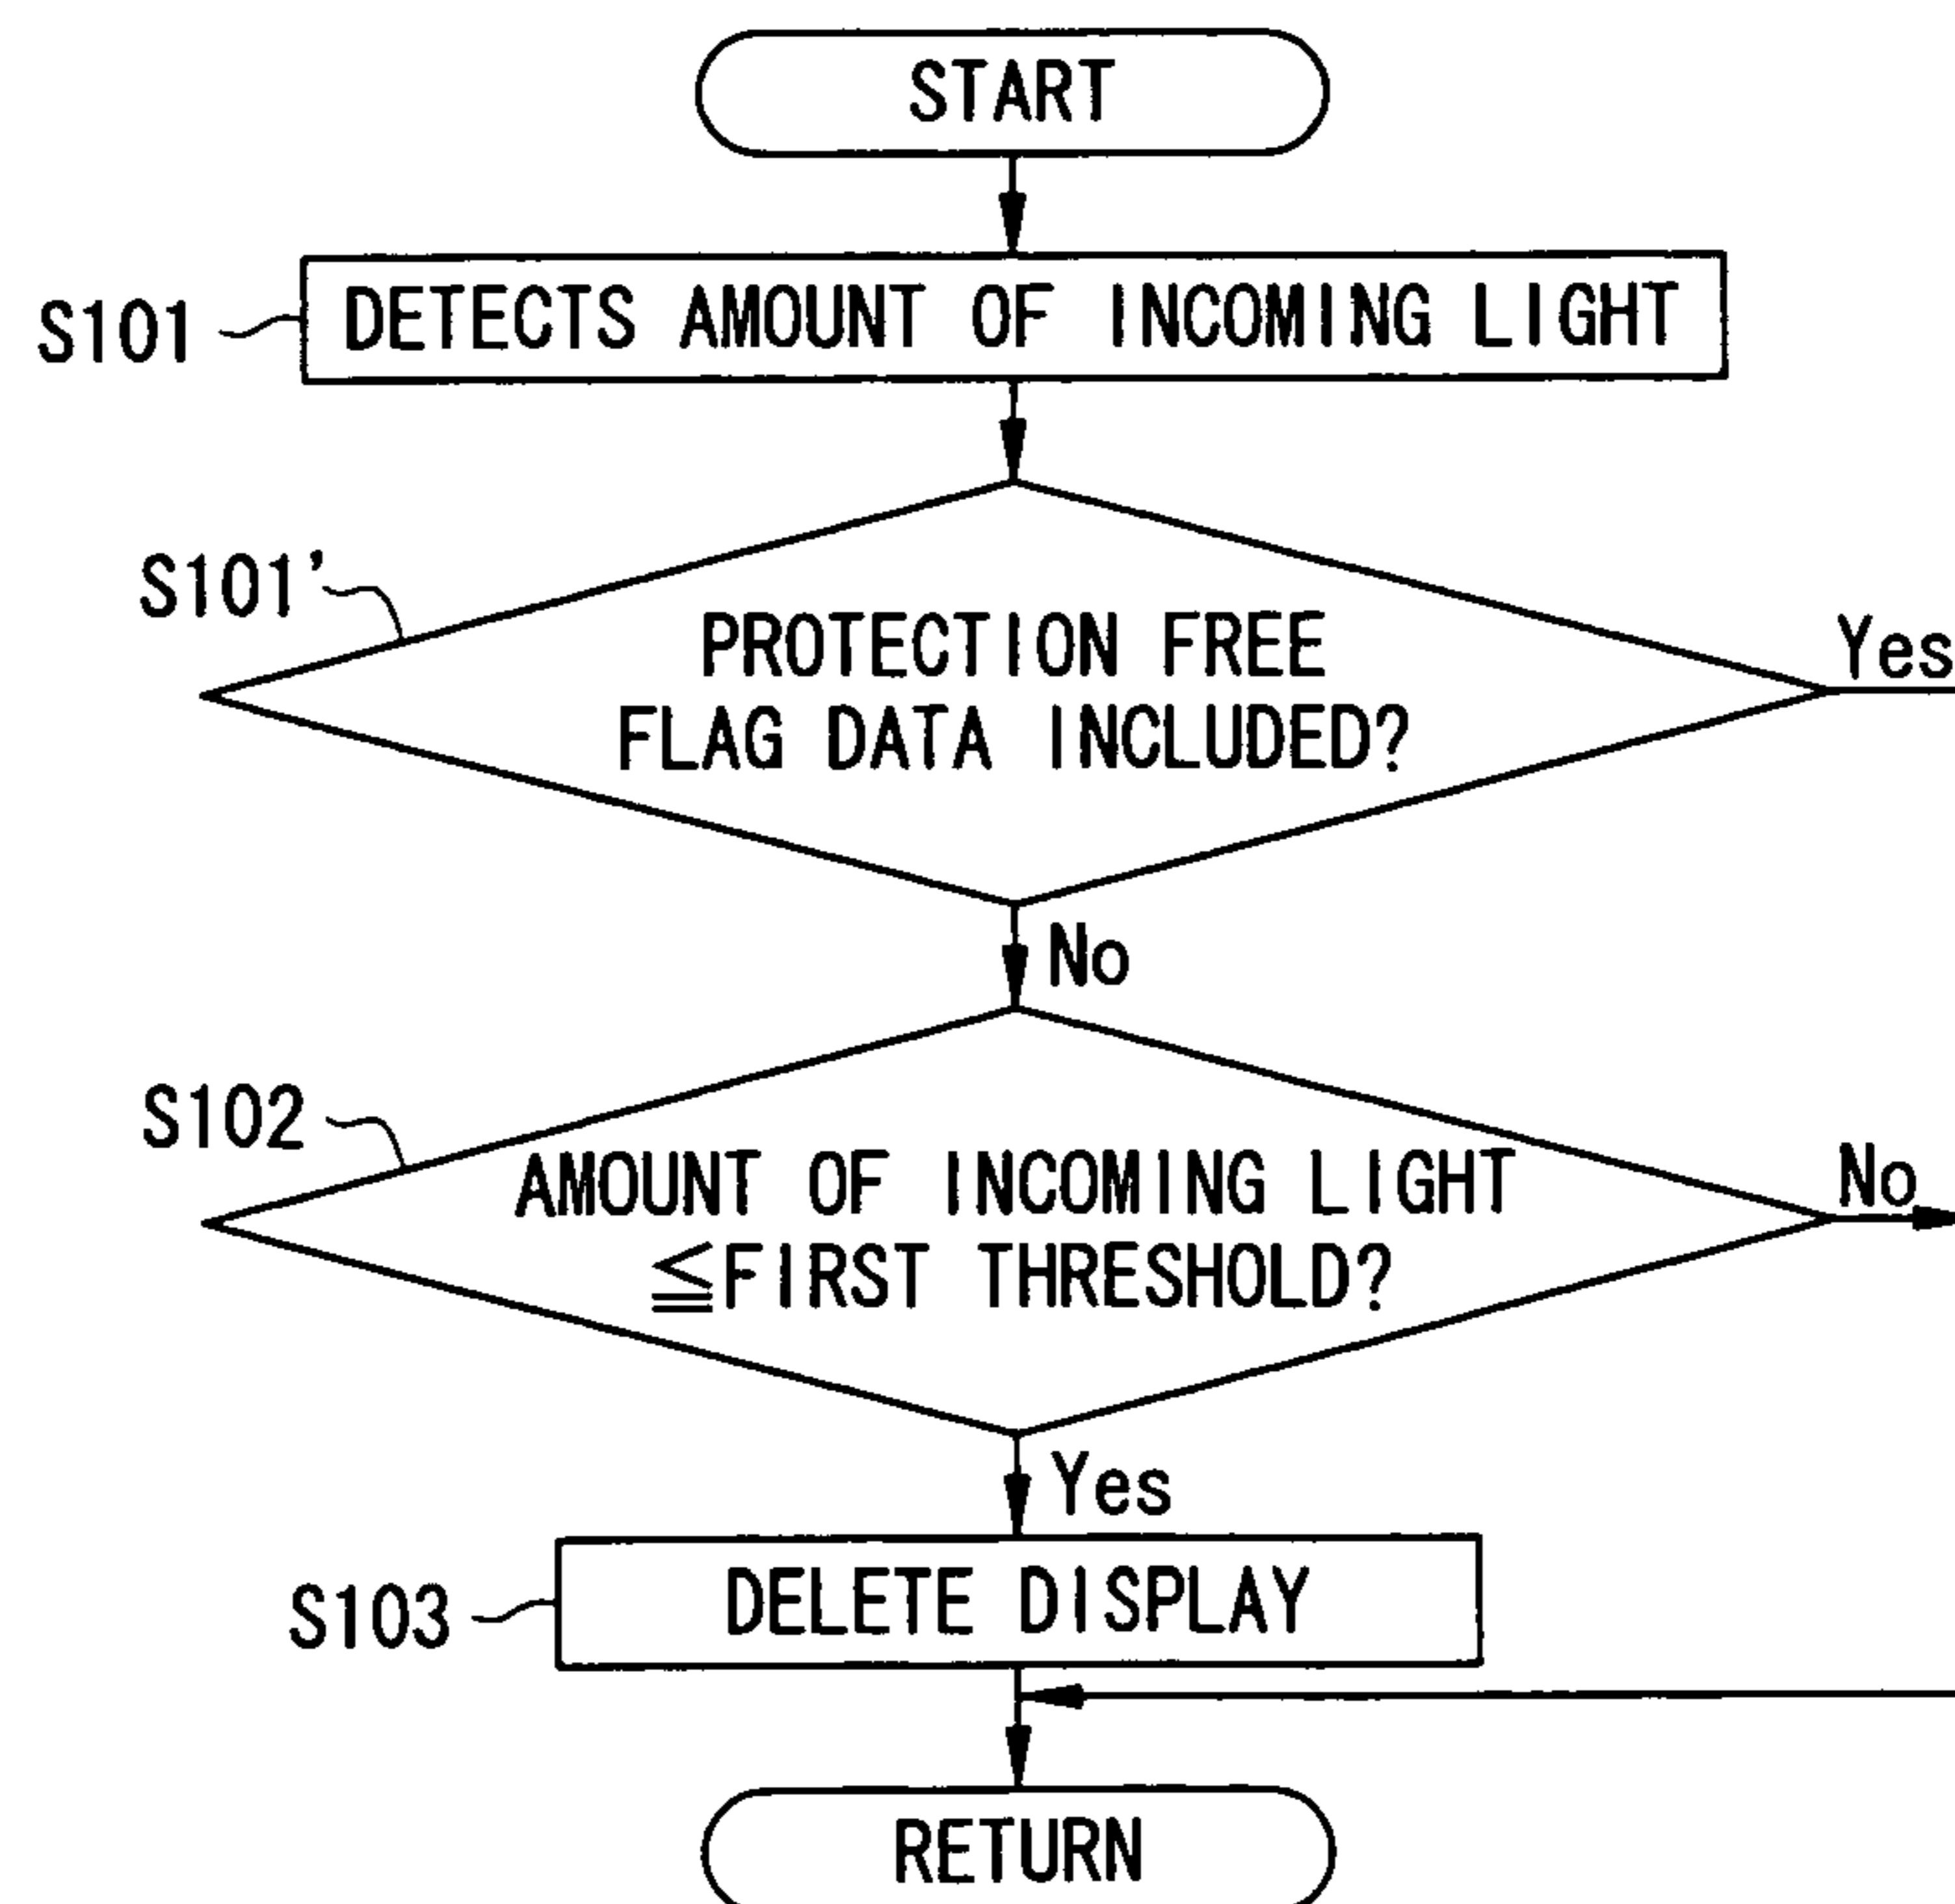 START
S101
DETECTS AMOUNT OF INCOMING LIGHT
S101'
PROTECTION FREE
FLAG DATA INCLUDED?
Yes
No
S102
AMOUNT OF INCOMING LIGHT
≦FIRST THRESHOLD?
No
Yes
S103
DELETE DISPLAY
RETURN